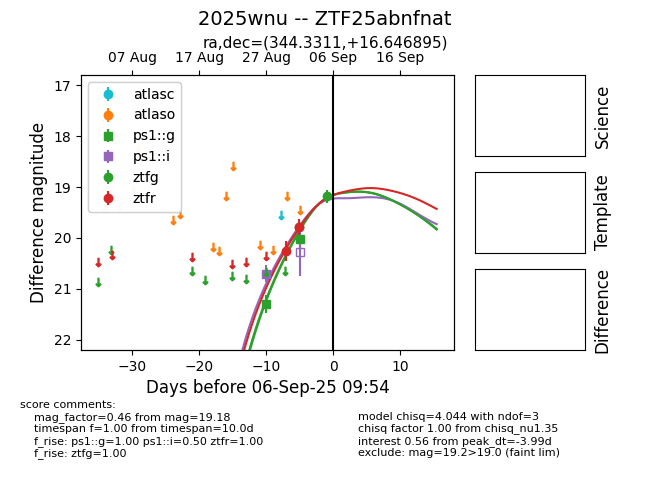 2025wnu -- ZTF25abnfnat
ra,dec=(344.3311,+16.646895)
07 Aug 17 Aug 27 Aug 06 Sep 16 Sep
17
18
19
20
21
22
Difference magnitude
atlasc
atlaso
ps1::g
ps1::i
ztfg
ztfr
−30 −20 −10 0 10
Days before 06-Sep-25 09:54
Science
Template
Difference
score comments:
mag_factor=0.46 from mag=19.18
timespan f=1.00 from timespan=10.0d
f_rise: ps1::g=1.00 ps1::i=0.50 ztfr=1.00
f_rise: ztfg=1.00
model chisq=4.044 with ndof=3
chisq factor 1.00 from chisq_nu1.35
interest 0.56 from peak_dt=-3.99d
exclude: mag=19.2>19.0 (faint lim)